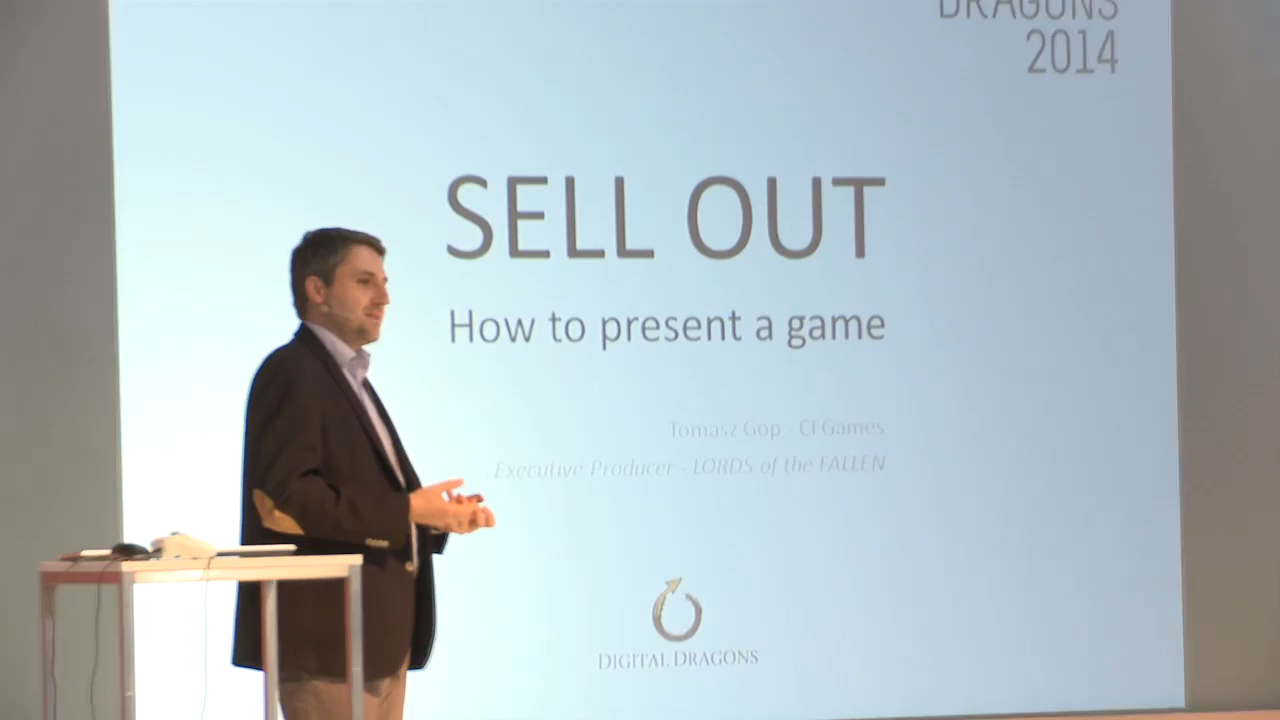 DRAGONS
2014
SELL OUT
How to present a game
Tomasz Gop - CI Games
Executive Producer - LORDS of the FALLEN
DIGITAL DRAGONS